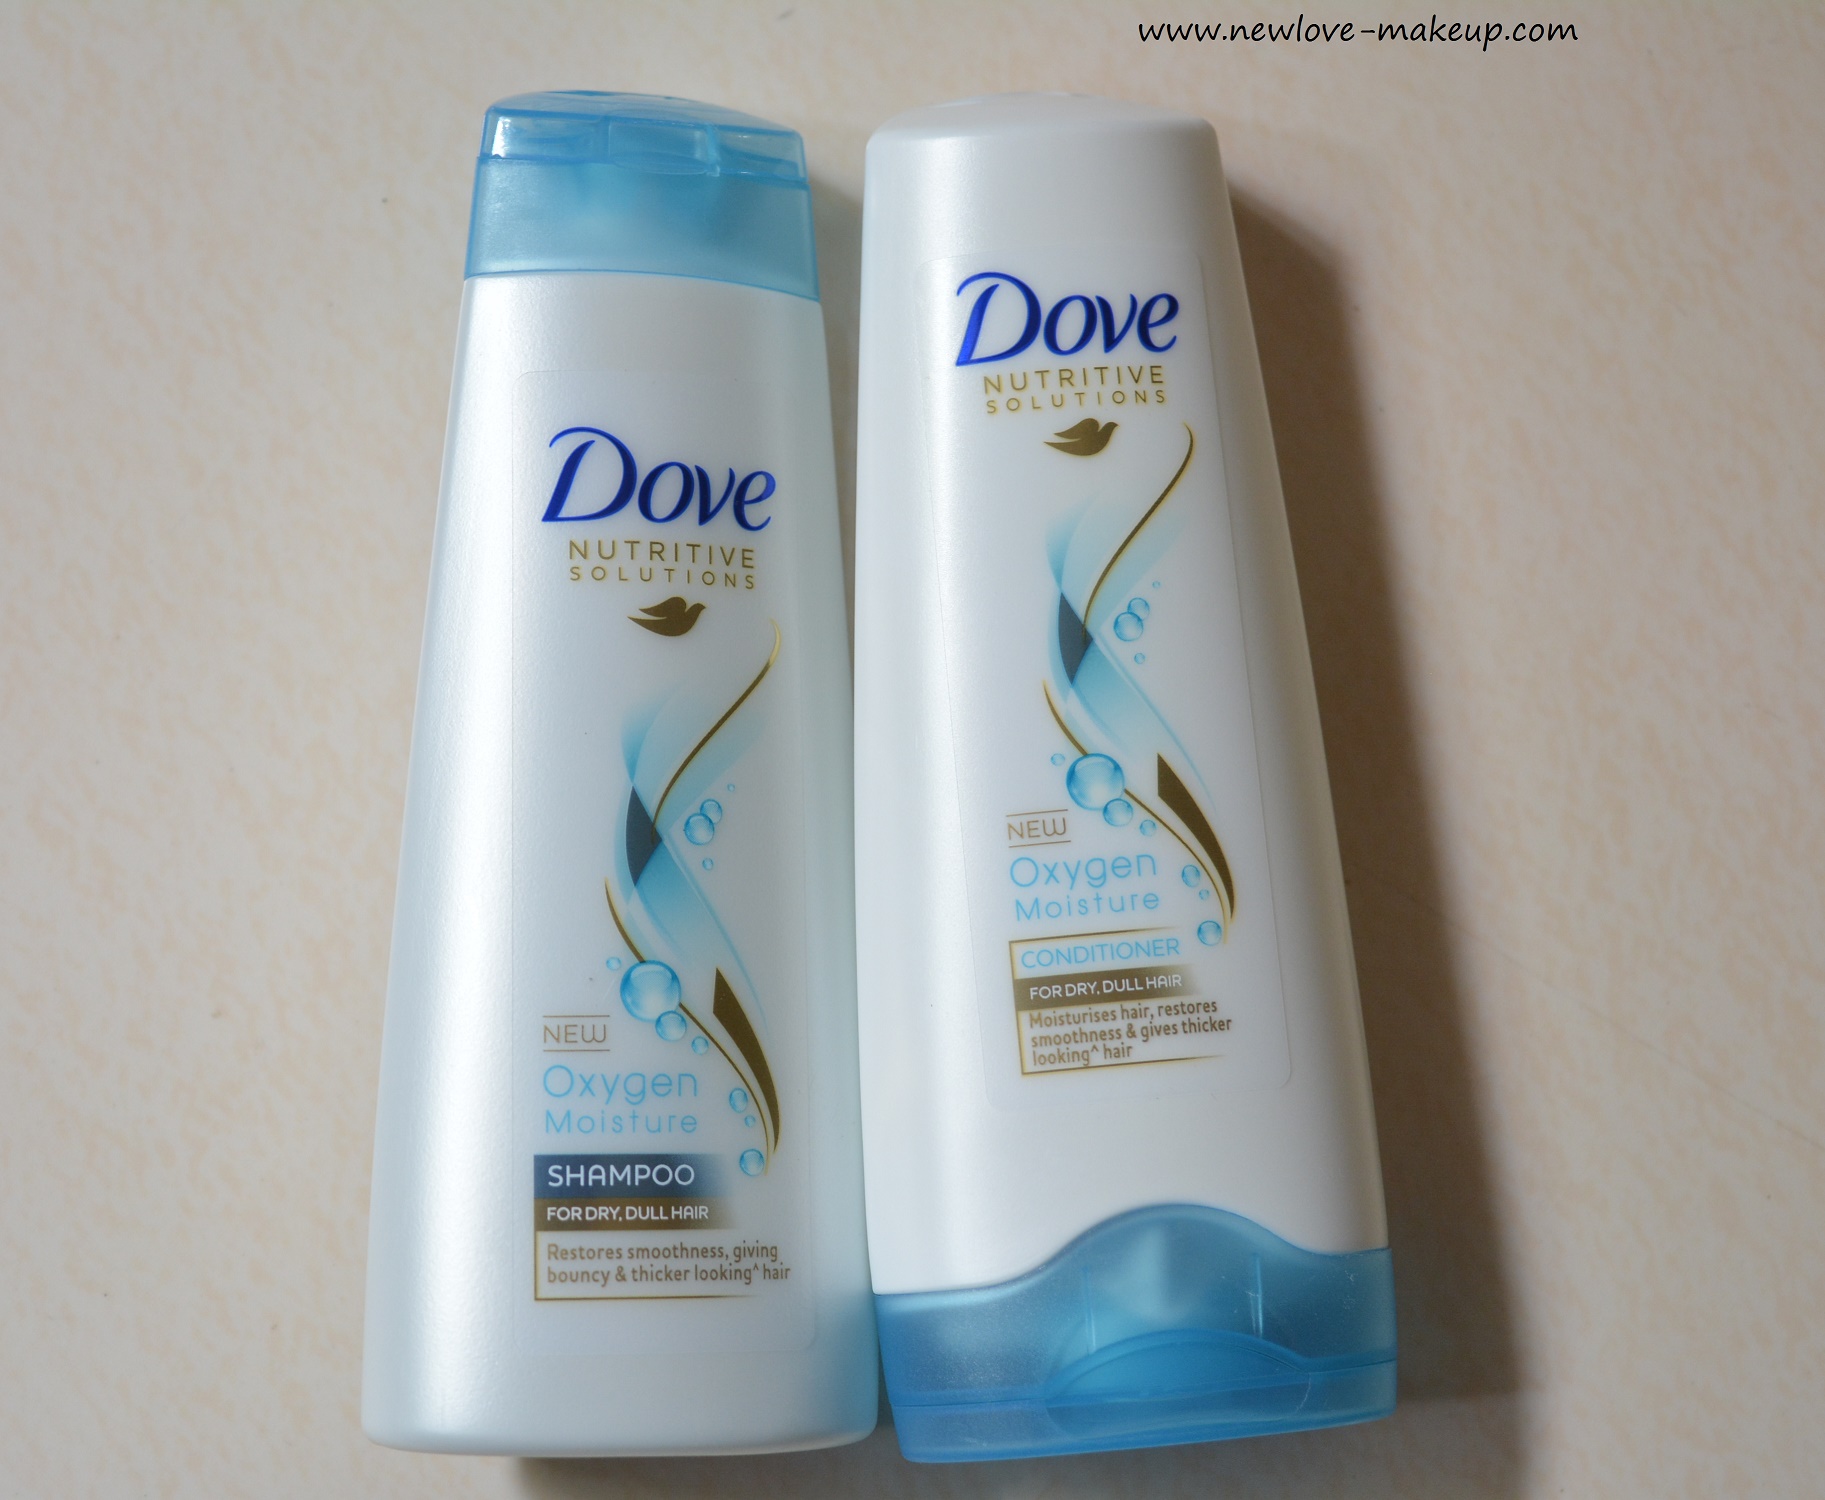 www.newlove-makeup.com
Dove
NUTRITIVE
SOLUTIONS
NEW
Oxygen
Moisture
SHAMPOO
FOR DRY, DULL HAIR
Restores smoothness, giving
bouncy & thicker looking^ hair
Dove
NUTRITIVE
SOLUTIONS
NEW
Oxygen
Moisture
CONDITIONER
FOR DRY, DULL HAIR
Moisturises hair, restores
smoothness & gives thicker
looking^ hair